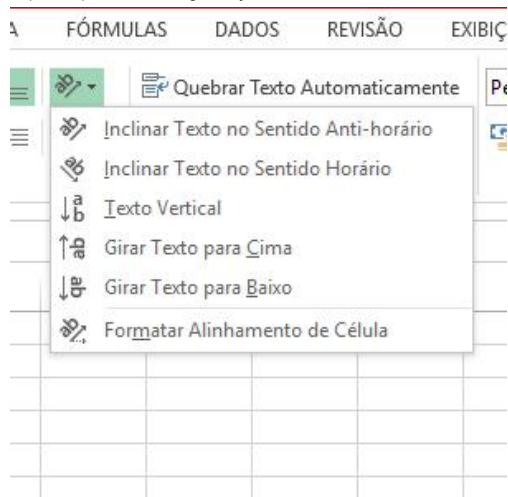 FÓRMULAS DADOS REVISÃO
Quebrar Texto Automaticamente
Inclinar Texto no Sentido Anti-horário
Inclinar Texto no Sentido Horário
Texto Vertical
Girar Texto para Cima
Girar Texto para Baixo
Formatar Alinhamento de Célula